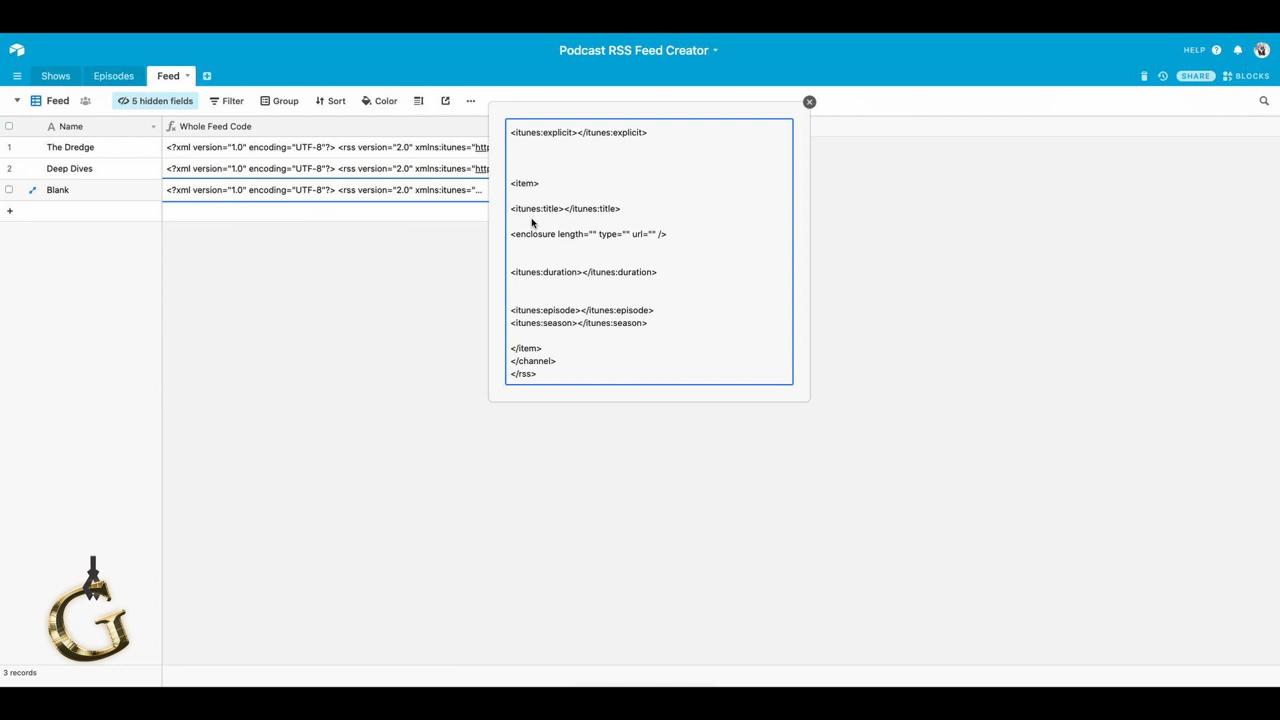 Podcast RSS Feed Creator
HELP
Shows
Episodes
Feed
SHARE
BLOCKS
Feed
5 hidden fields
Filter
Group
Sort
Color
Name
Whole Feed Code
1 The Dredge <?xml version="1.0" encoding="UTF-8"?> <rss version="2.0" xmlns:itunes="http
2 Deep Dives <?xml version="1.0" encoding="UTF-8"?> <rss version="2.0" xmlns:itunes="http
Blank <?xml version="1.0" encoding="UTF-8"?> <rss version="2.0" xmlns:itunes="...
<itunes:explicit></itunes:explicit>
<item>
<itunes:title></itunes:title>
<enclosure length="" type="" url="" />
<itunes:duration></itunes:duration>
<itunes:episode></itunes:episode>
<itunes:season></itunes:season>
</item>
</channel>
</rss>
G
3 records